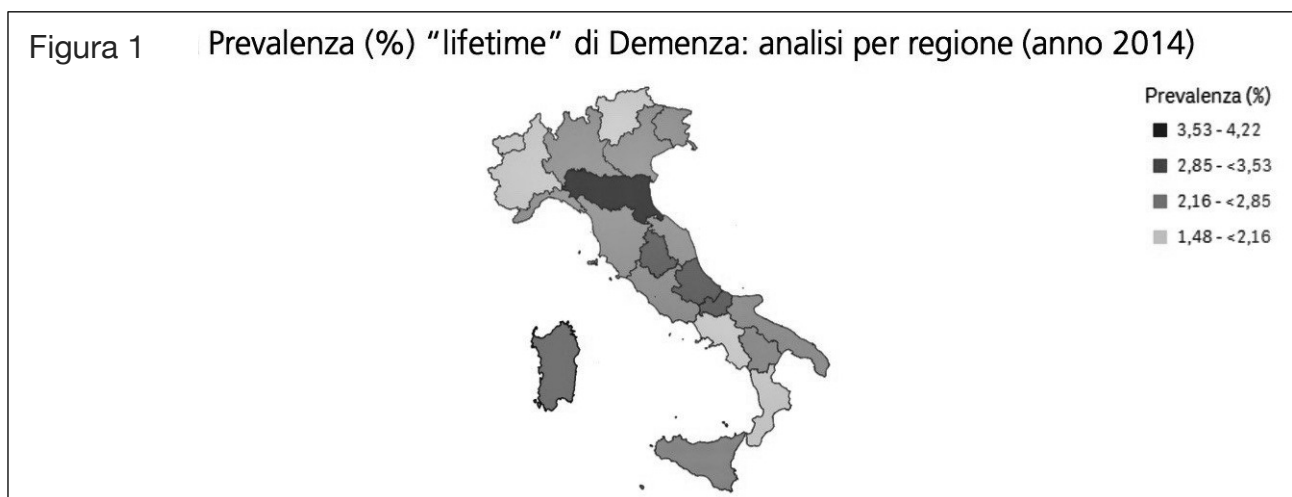 Figura 1
Prevalenza (%) “lifetime” di Demenza: analisi per regione (anno 2014)
Prevalenza (%)
3,53 - 4,22
2,85 - <3,53
2,16 - <2,85
1,48 - <2,16